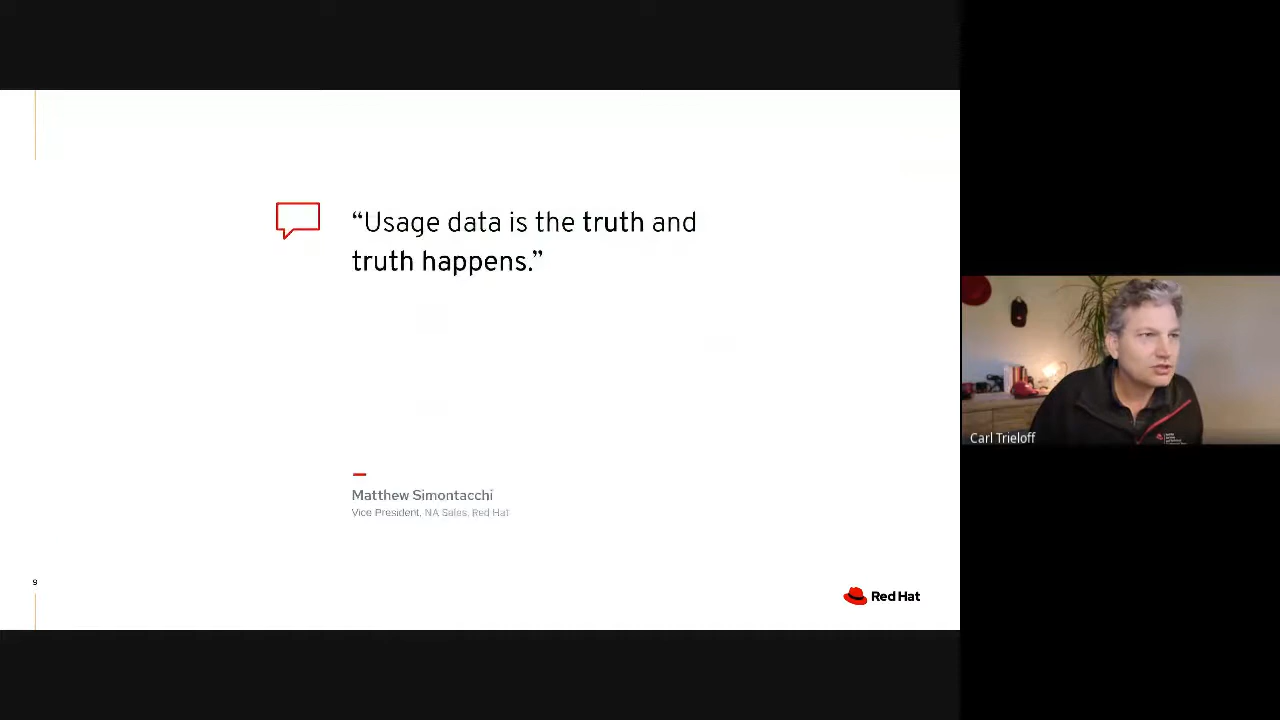 “Usage data is the truth and
truth happens.”
Matthew Simontacchi
Vice President, NA Sales, Red Hat
9
Red Hat
Carl Trieloff